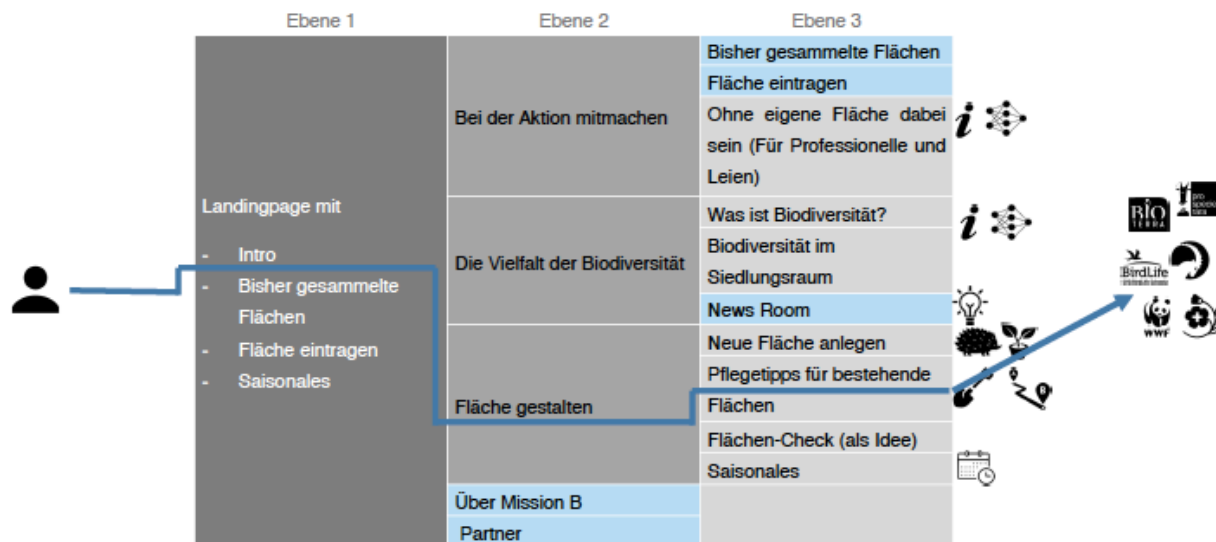 Ebene 1
Ebene 2
Ebene 3
Landingpage mit
- Intro
- Bisher gesammelte
Flächen
- Fläche eintragen
- Saisonales
Bei der Aktion mitmachen
Die Vielfalt der Biodiversität
Fläche gestalten
Über Mission B
Partner
Bisher gesammelte Flächen
Fläche eintragen
Ohne eigene Fläche dabei
sein (Für Professionelle und
Leien)
Was ist Biodiversität?
Biodiversität im
Siedlungsraum
News Room
Neue Fläche anlegen
Pflegetipps für bestehende
Flächen
Flächen-Check (als Idee)
Saisonales
i
i
BIO
TERRA
pro
specie
rara
BirdLife
WWF